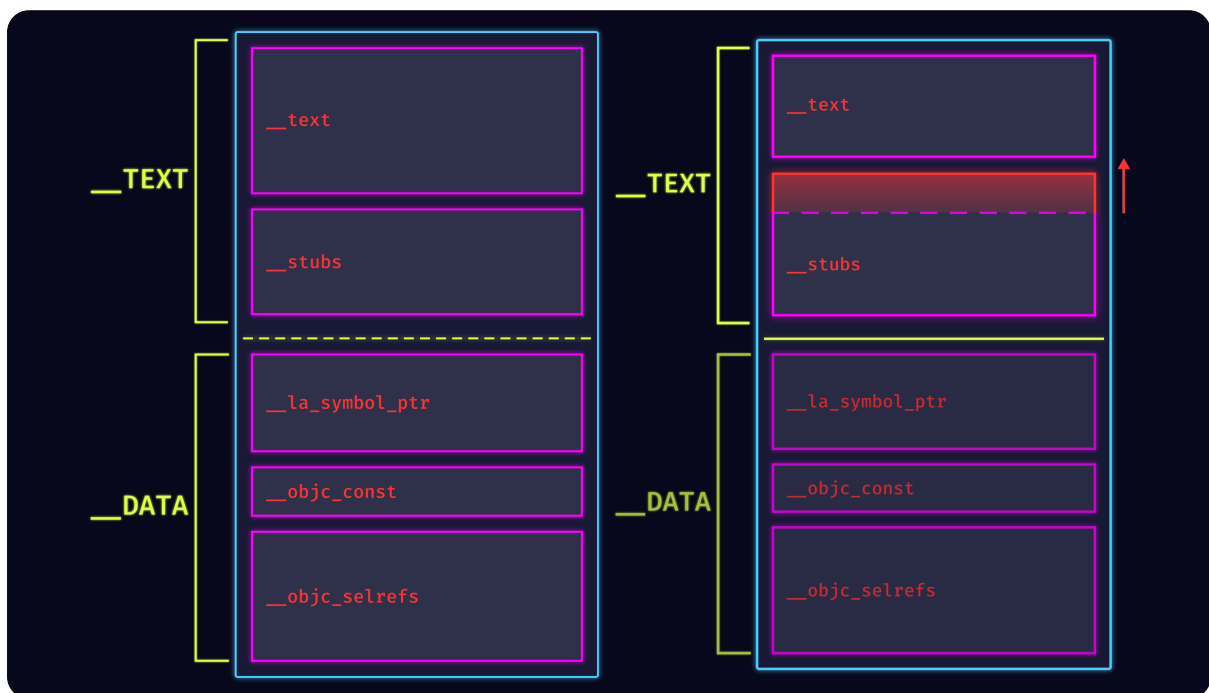 __TEXT
__text
__stubs
__DATA
__la_symbol_ptr
__objc_const
__objc_selrefs
__TEXT
__text
__stubs
__DATA
__la_symbol_ptr
__objc_const
__objc_selrefs